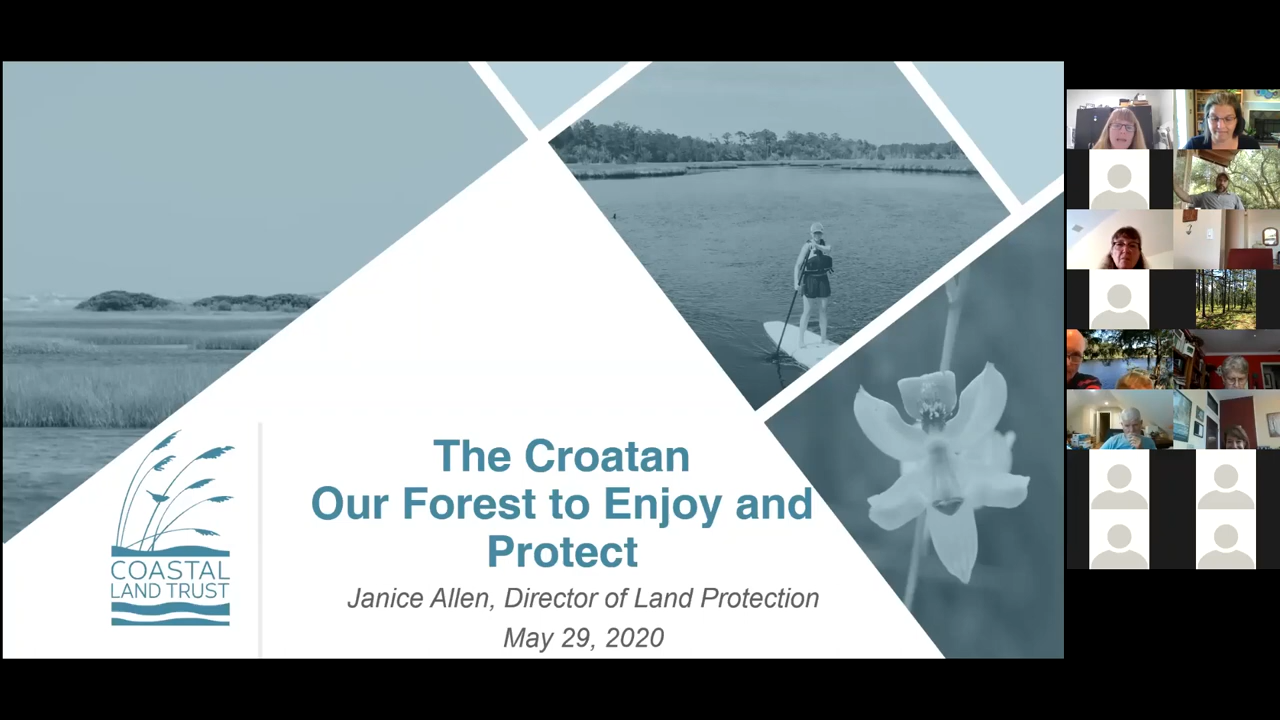 The Croatan
Our Forest to Enjoy and
Protect
Janice Allen, Director of Land Protection
May 29, 2020
COASTAL
LAND TRUST